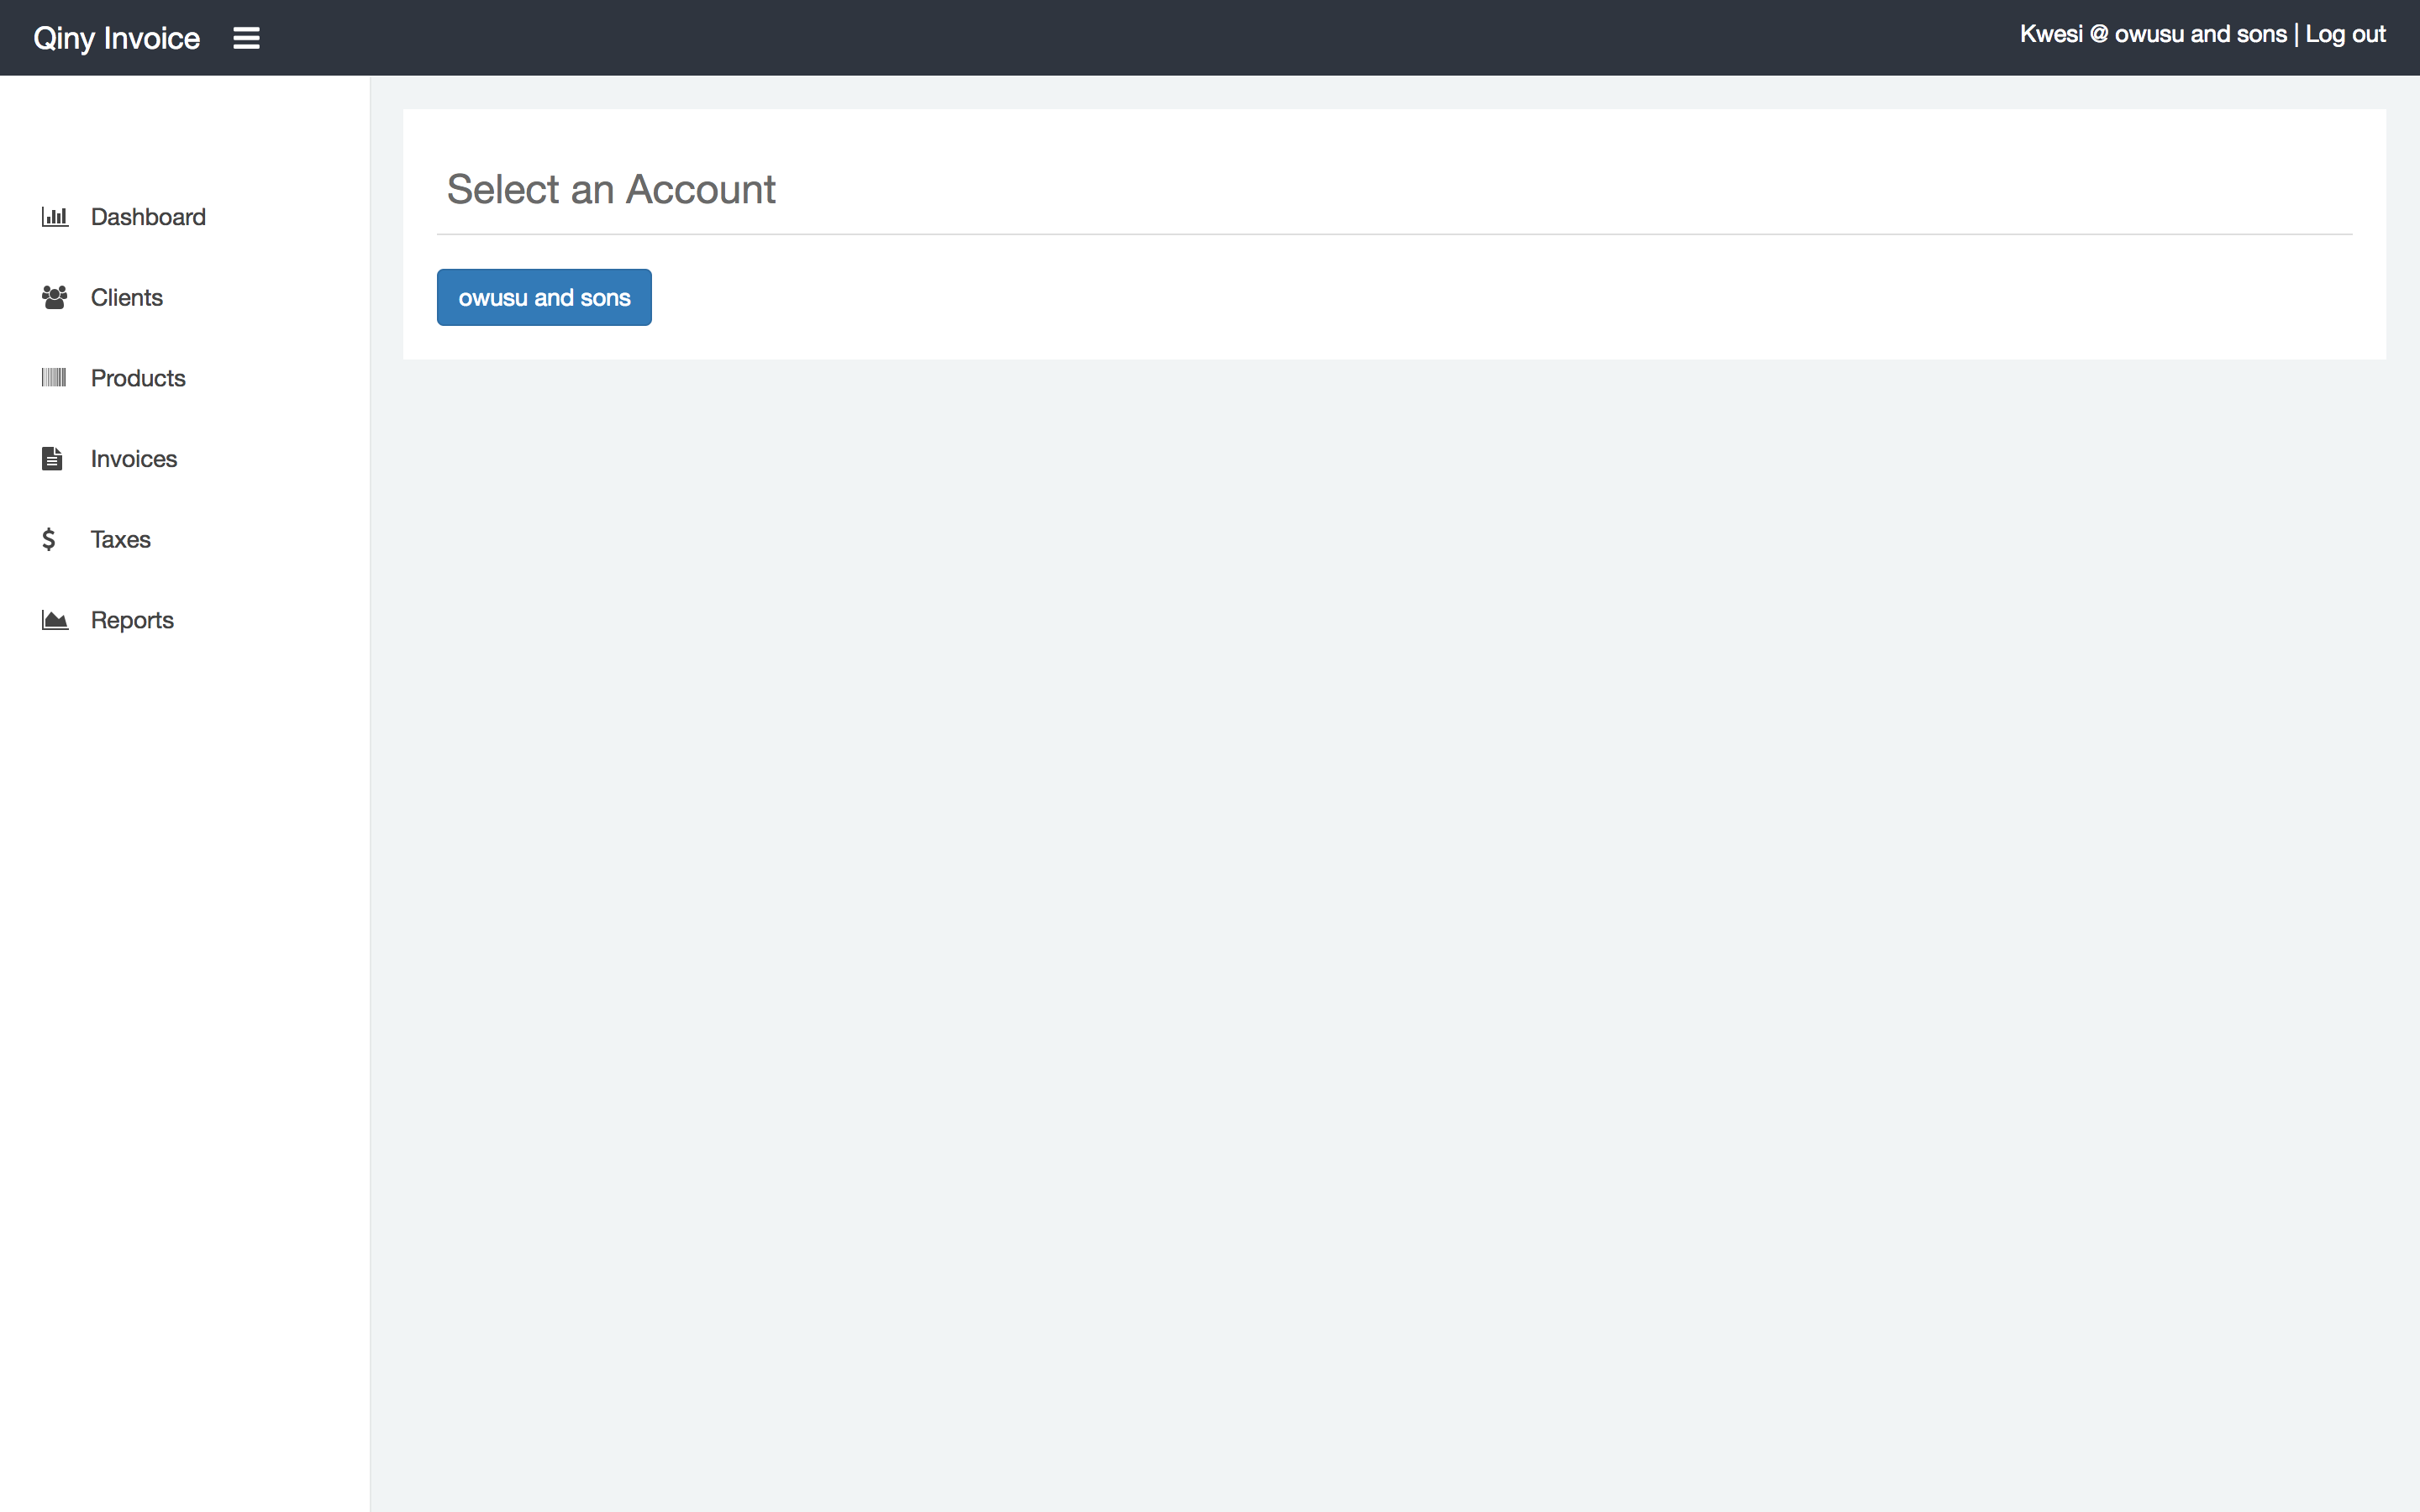 Qiny Invoice
Kwesi @ owusu and sons | Log out
Dashboard
Clients
Products
Invoices
Taxes
Reports
Select an Account
owusu and sons